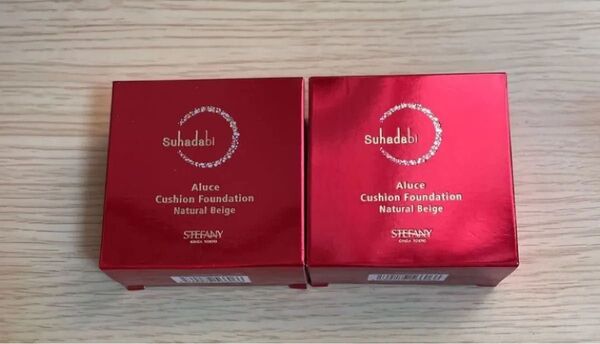 Suhadabi
Aluce
Cushion Foundation
Natural Beige
STEFANY
GINZA TOKYO
Suhadabi
Aluce
Cushion Foundation
Natural Beige
STEFANY
GINZA TOKYO